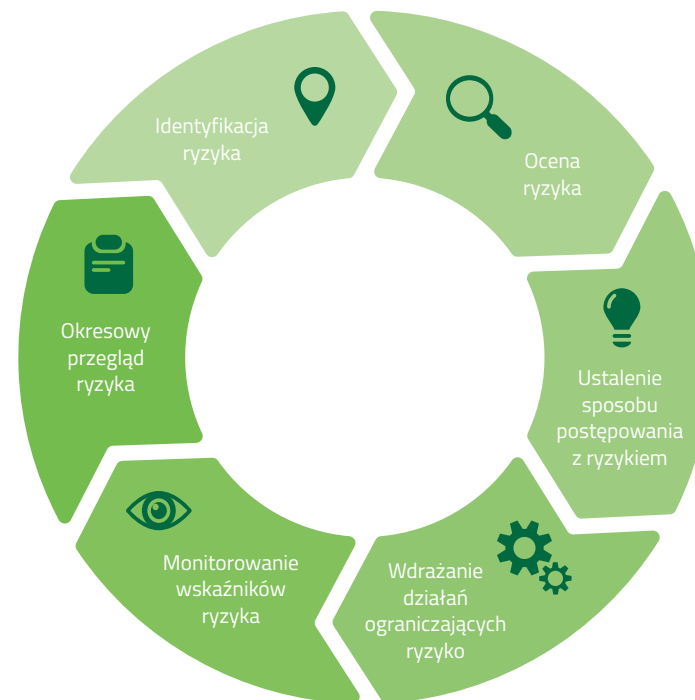 Identyfikacja
ryzyka
Ocena
ryzyka
Ustalenie
sposobu
postępowania
z ryzykiem
Wdrażanie
działań
ograniczających
ryzyko
Monitorowanie
wskaźników
ryzyka
Okresowy
przegląd
ryzyka